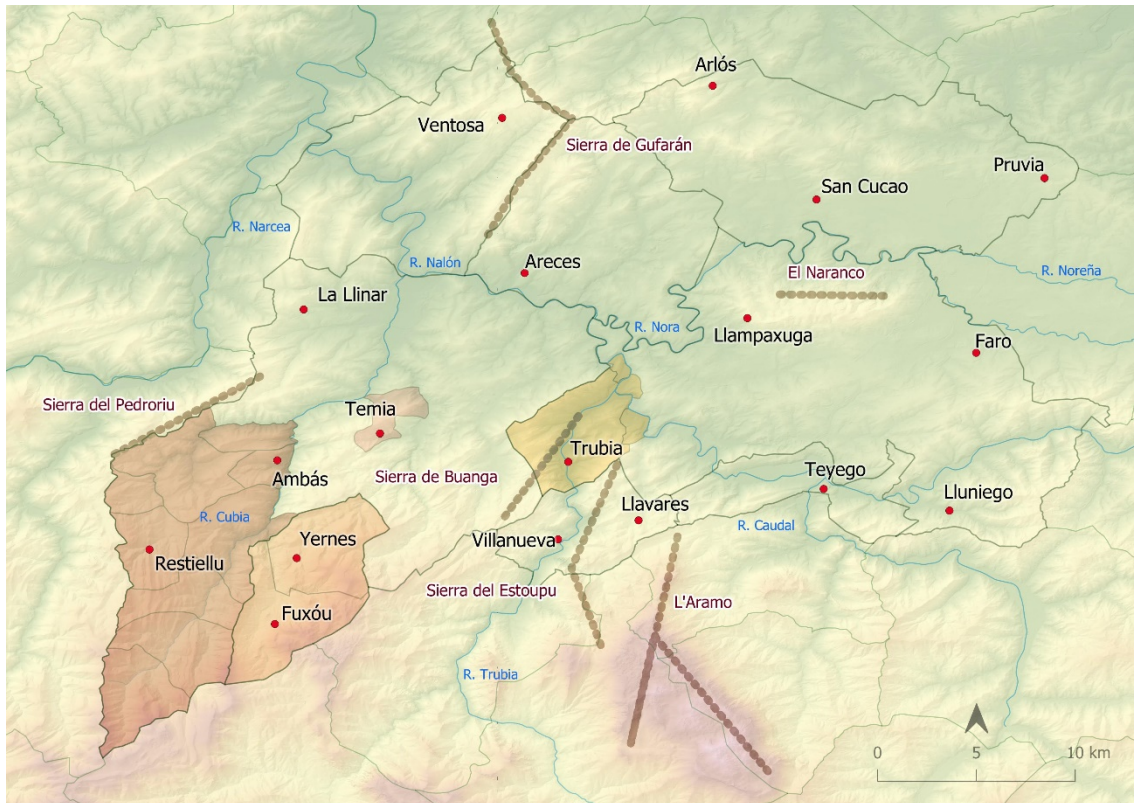 Arlós
Ventosa
Sierra de Gufarán
Pruvia
San Cucao
R. Narcea
R. Nalón
Areces
El Naranco
R. Noreña
La Llinar
R. Nora
Llampaxuga
Faro
Sierra del Pedroriu
Temia
Trubia
Ambás
Sierra de Buanga
Teyego
Lluniego
R. Cubia
Llavares
R. Caudal
Yernes
Villanueva
Restiellu
Sierra del Estoupu
L'Aramo
Fuxóu
R. Trubia
0 5 10 km